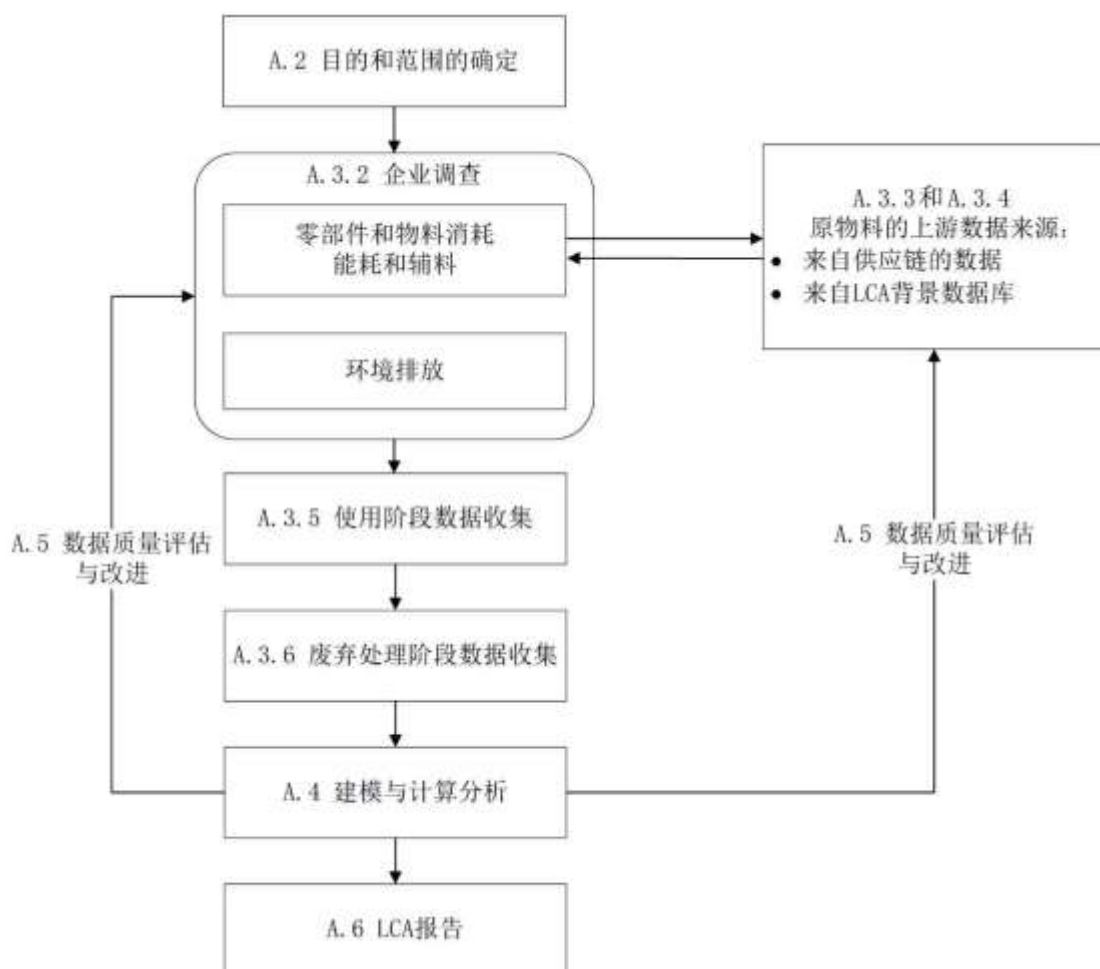 A.2 目的和范围的确定
A.3.2 企业调查
零部件和物料消耗
能耗和辅料
环境排放
A.3.3和A.3.4
原物料的上游数据来源:
● 来自供应链的数据
● 来自LCA背景数据库
A.3.5 使用阶段数据收集
A.5 数据质量评估
与改进
A.5 数据质量评估
与改进
A.3.6 废弃处理阶段数据收集
A.4 建模与计算分析
A.6 LCA报告